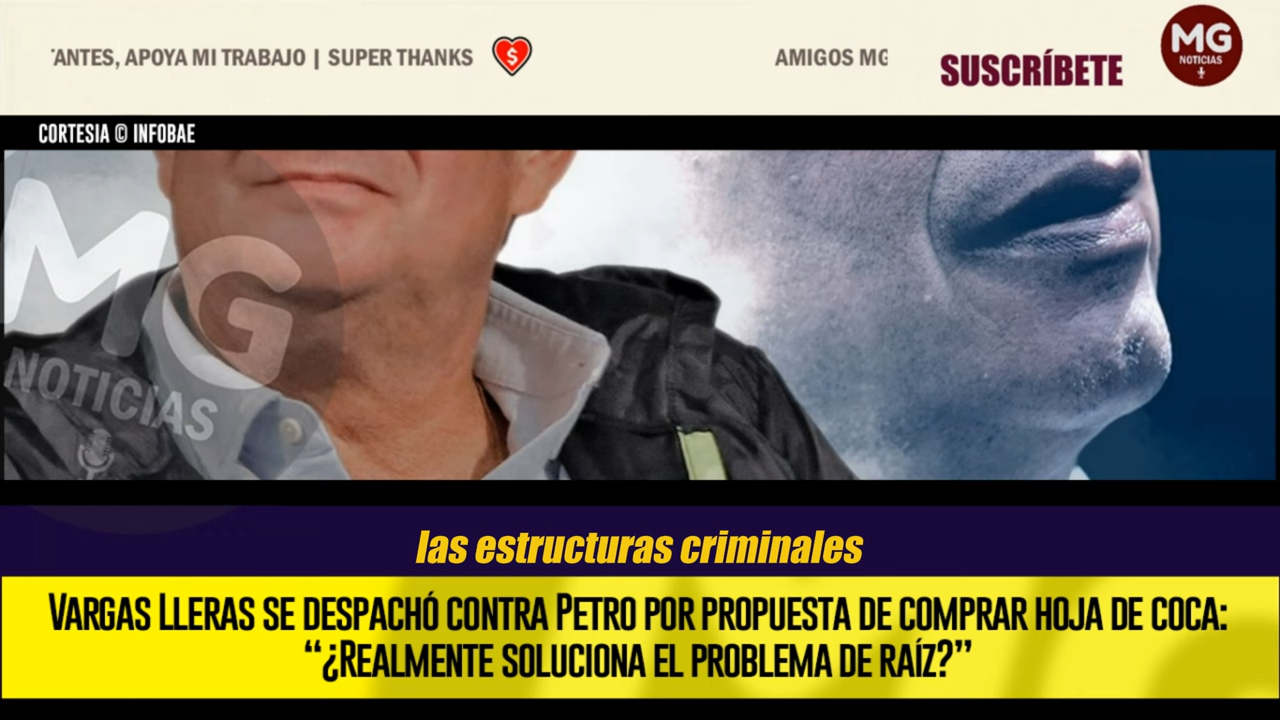 'ANTES, APOYA MI TRABAJO | SUPER THANKS
AMIGOS MG
SUSCRÍBETE
MG
NOTICIAS
CORTESIA © INFOBAE
MG
NOTICIAS
las estructuras criminales
VARGAS LLERAS SE DESPACHÓ CONTRA PETRO POR PROPUESTA DE COMPRAR HOJA DE COCA:
“¿REALMENTE SOLUCIONA EL PROBLEMA DE RAÍZ?”